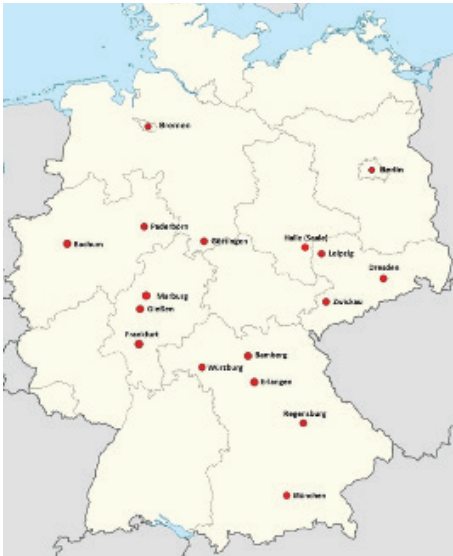 Bremen
Berlin
Paderborn
Bochum
Göttingen
Halle (Saale)
Leipzig
Dresden
Marburg
Zwickau
Gießen
Frankfurt
Bamberg
Würzburg
Erlangen
Regensburg
München